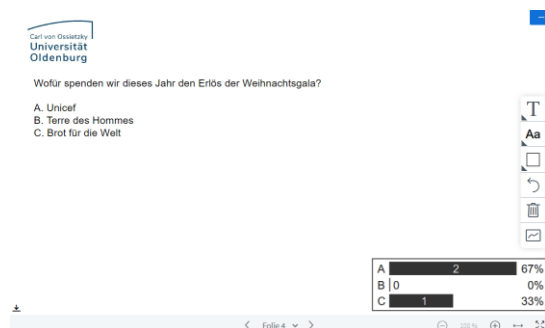 Carl von Ossietzky
Universität
Oldenburg
Wofür spenden wir dieses Jahr den Erlös der Weihnachtsgala?
A. Unicef
B. Terre des Hommes
C. Brot für die Welt
T
Aa
A 2 67%
B 0 0%
C 1 33%
Folie 4
100 %